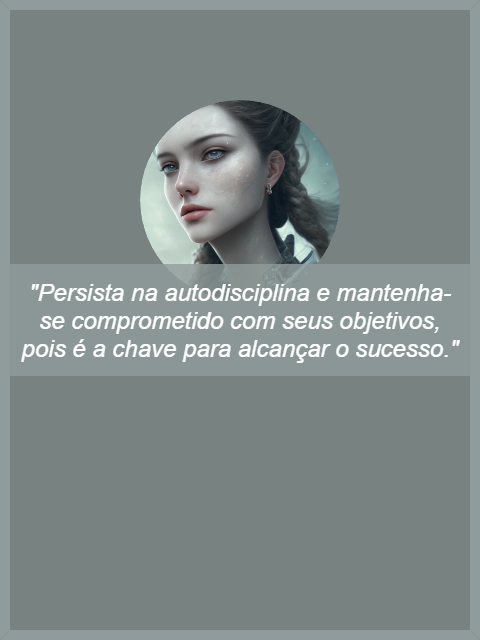 "Persista na autodisciplina e mantenha-
se comprometido com seus objetivos,
pois é a chave para alcançar o sucesso."